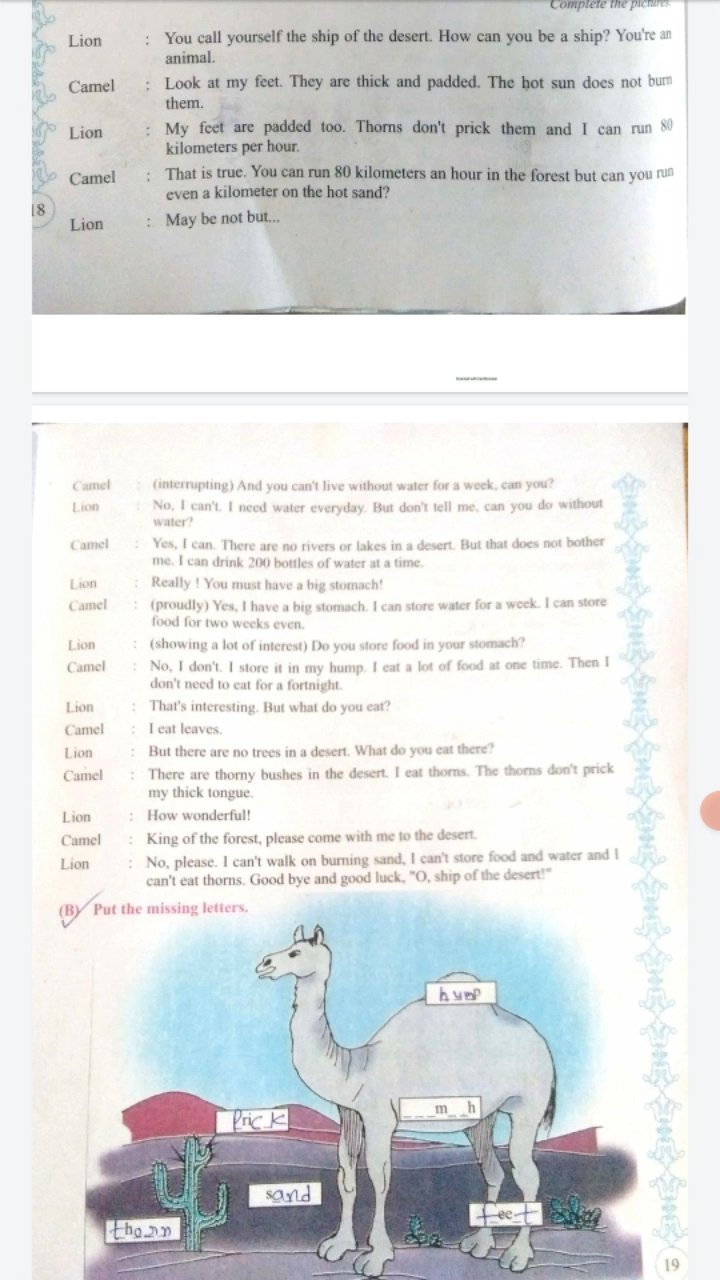 Complete the pictures.
Lion : You call yourself the ship of the desert. How can you be a ship? You're an
animal.
Camel : Look at my feet. They are thick and padded. The hot sun does not burn
them.
Lion : My feet are padded too. Thorns don't prick them and I can run 80
kilometers per hour.
Camel : That is true. You can run 80 kilometers an hour in the forest but can you run
even a kilometer on the hot sand?
18
Lion : May be not but...
Camel : (interrupting) And you can't live without water for a week, can you?
Lion : No, I can't. I need water everyday. But don't tell me, can you do without
water?
Camel : Yes, I can. There are no rivers or lakes in a desert. But that does not bother
me. I can drink 200 bottles of water at a time.
Lion : Really ! You must have a big stomach!
Camel : (proudly) Yes, I have a big stomach. I can store water for a week. I can store
food for two weeks even.
Lion : (showing a lot of interest) Do you store food in your stomach?
Camel : No, I don't. I store it in my hump. I eat a lot of food at one time. Then I
don't need to eat for a fortnight.
Lion : That's interesting. But what do you eat?
Camel : I eat leaves.
Lion : But there are no trees in a desert. What do you eat there?
Camel : There are thorny bushes in the desert. I eat thorns. The thorns don't prick
my thick tongue.
Lion : How wonderful!
Camel : King of the forest, please come with me to the desert.
Lion : No, please. I can't walk on burning sand, I can't store food and water and I
can't eat thorns. Good bye and good luck, "O, ship of the desert!"
(B) Put the missing letters.
hump
_ _ _ m _ h
Prick
sand
feet
thorn
19